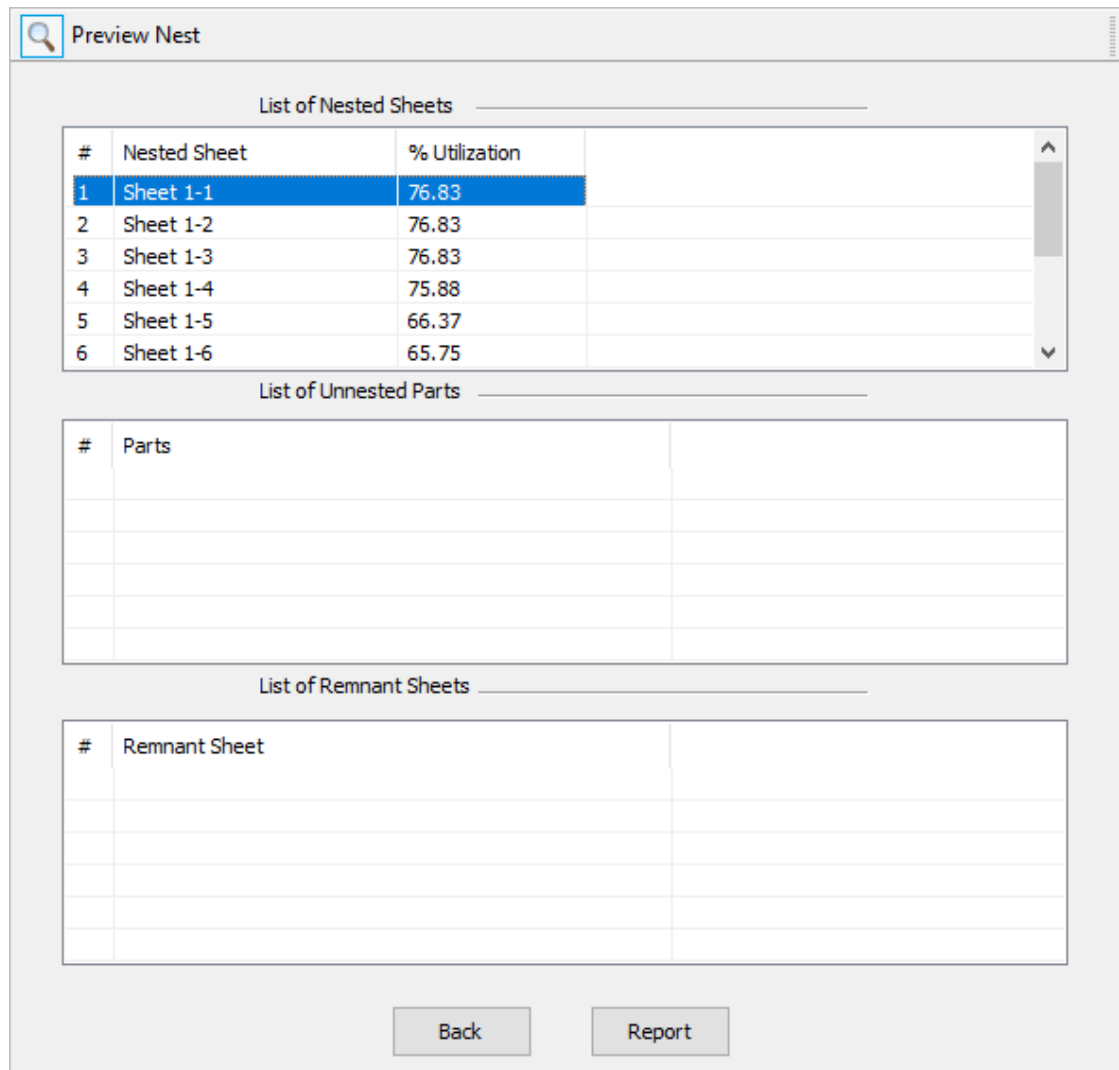 Preview Nest
List of Nested Sheets
# Nested Sheet % Utilization
1 Sheet 1-1 76.83
2 Sheet 1-2 76.83
3 Sheet 1-3 76.83
4 Sheet 1-4 75.88
5 Sheet 1-5 66.37
6 Sheet 1-6 65.75
List of Unnested Parts
# Parts
List of Remnant Sheets
# Remnant Sheet
Back Report